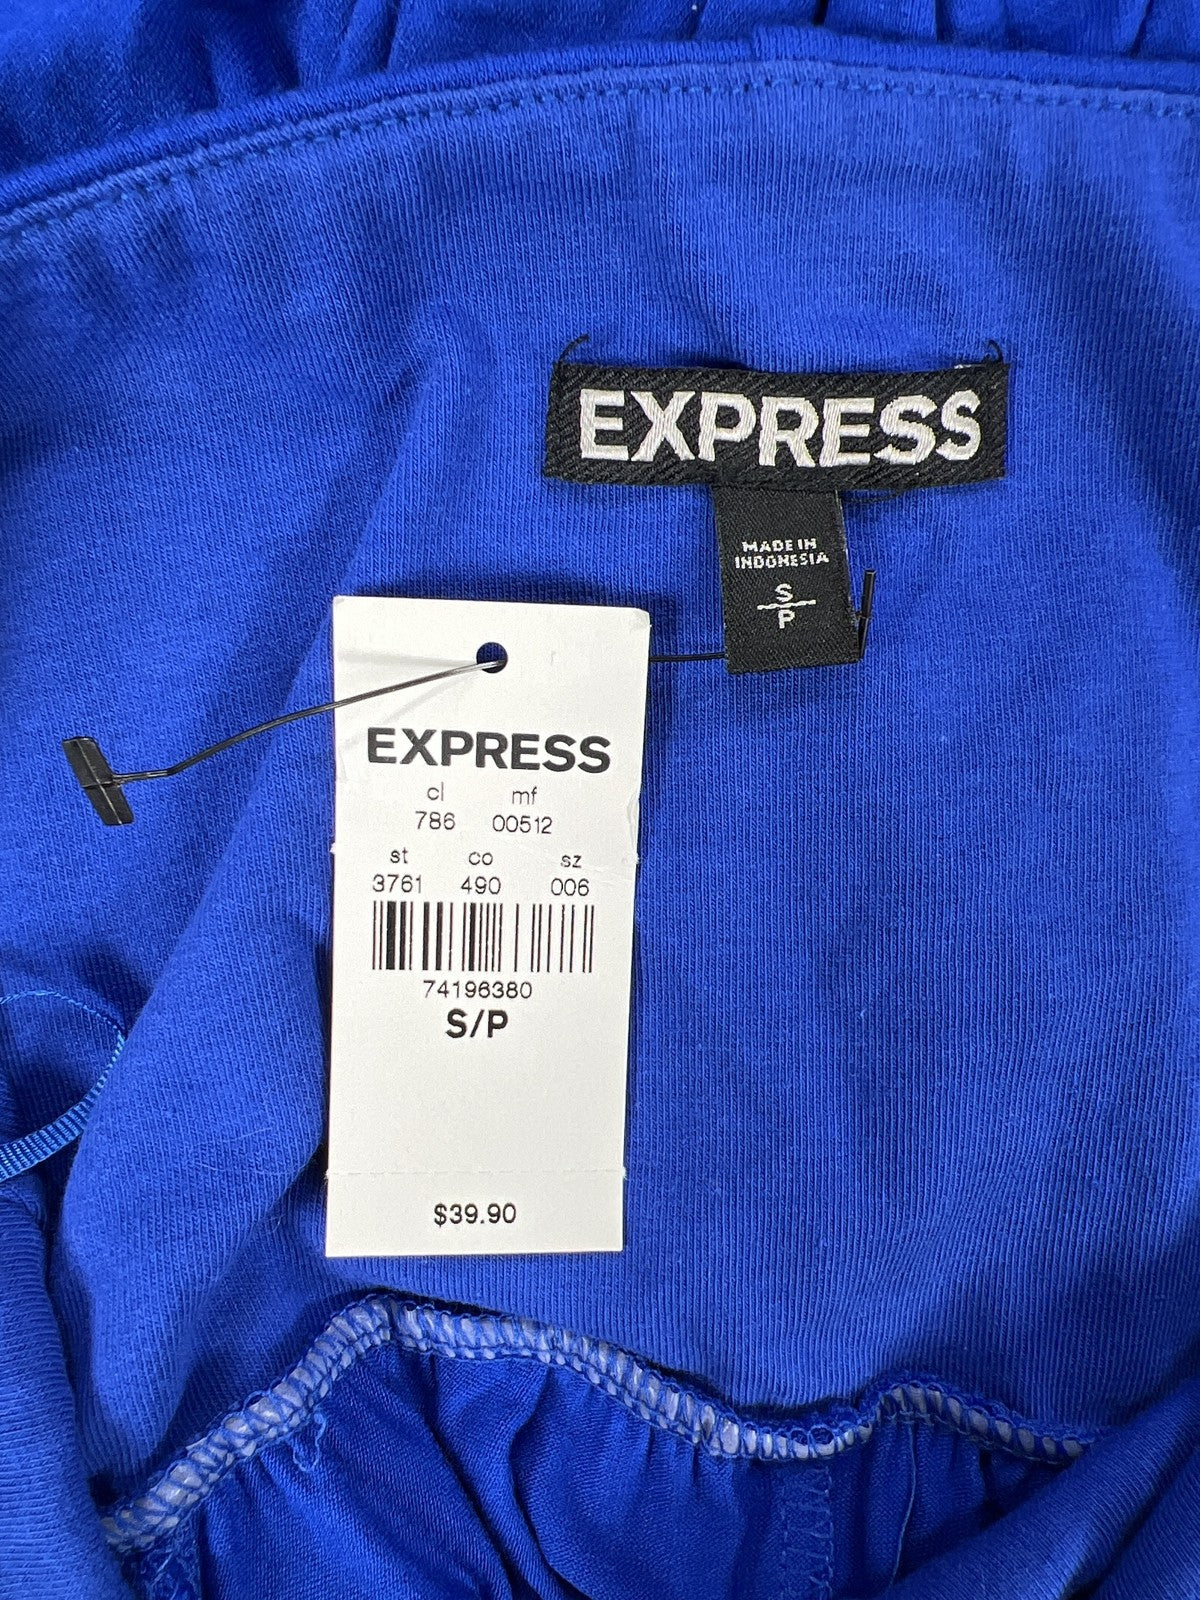 EXPRESS
MADE IN
INDONESIA
S
P
EXPRESS
cl mf
786 00512
st co sz
3761 490 006
74196380
S/P
$39.90